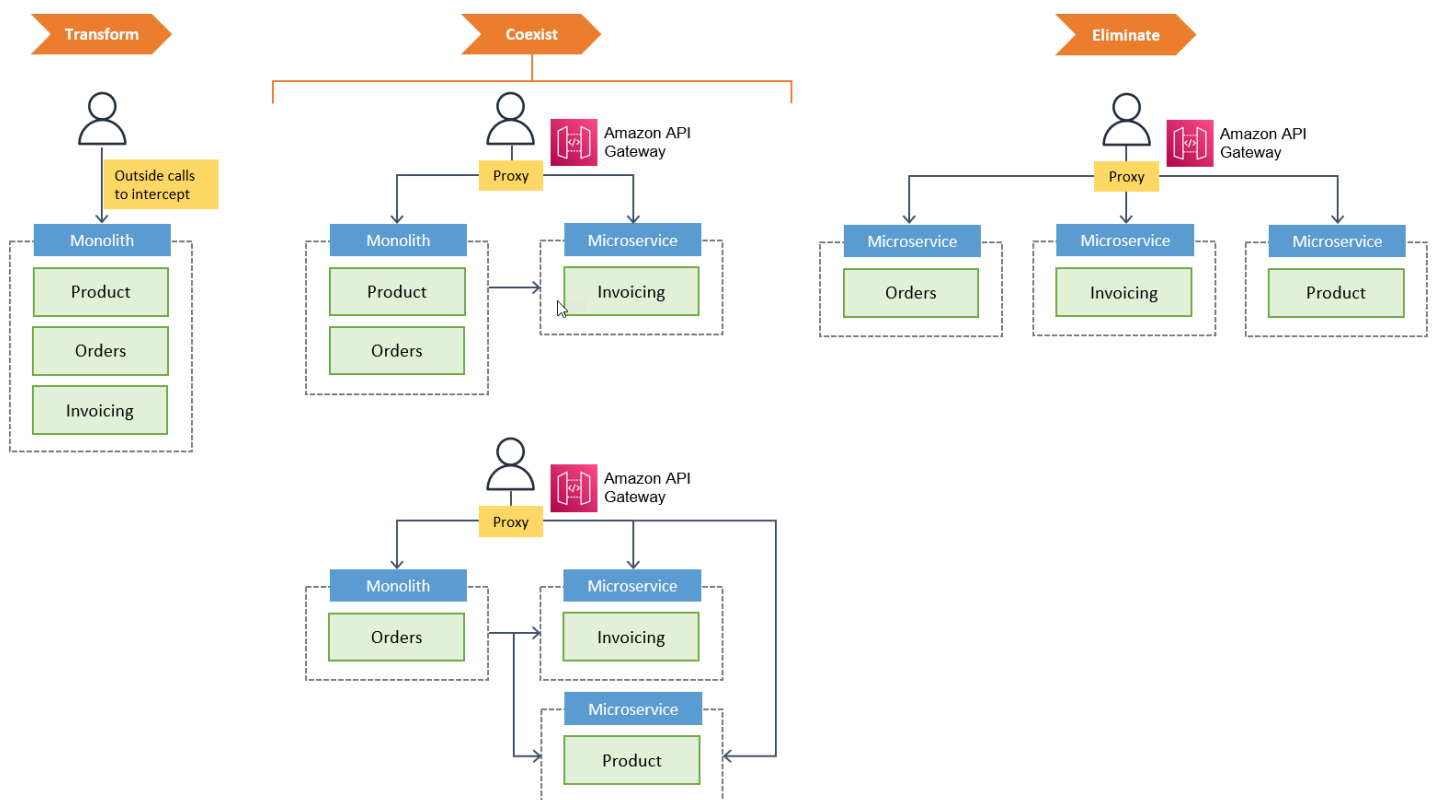 Transform
Coexist
Eliminate
Outside calls
to intercept
Monolith
Product
Orders
Invoicing
Amazon API
Gateway
Proxy
Monolith
Product
Orders
Microservice
Invoicing
Amazon API
Gateway
Proxy
Monolith
Orders
Microservice
Invoicing
Microservice
Product
Amazon API
Gateway
Proxy
Microservice
Orders
Microservice
Invoicing
Microservice
Product